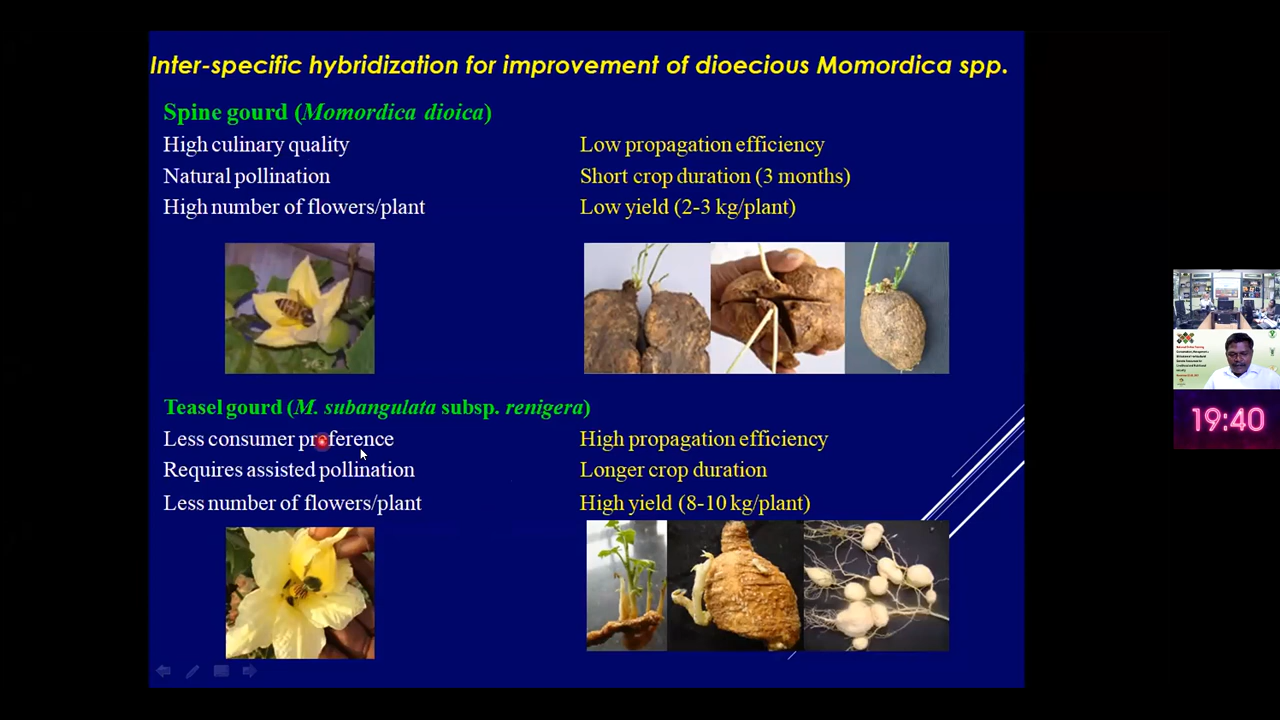 Inter-specific hybridization for improvement of dioecious Momordica spp.
Spine gourd (Momordica dioica)
High culinary quality
Low propagation efficiency
Natural pollination
Short crop duration (3 months)
High number of flowers/plant
Low yield (2-3 kg/plant)
Teasel gourd (M. subangulata subsp. renigera)
Less consumer preference
High propagation efficiency
Requires assisted pollination
Longer crop duration
Less number of flowers/plant
High yield (8-10 kg/plant)
19:40